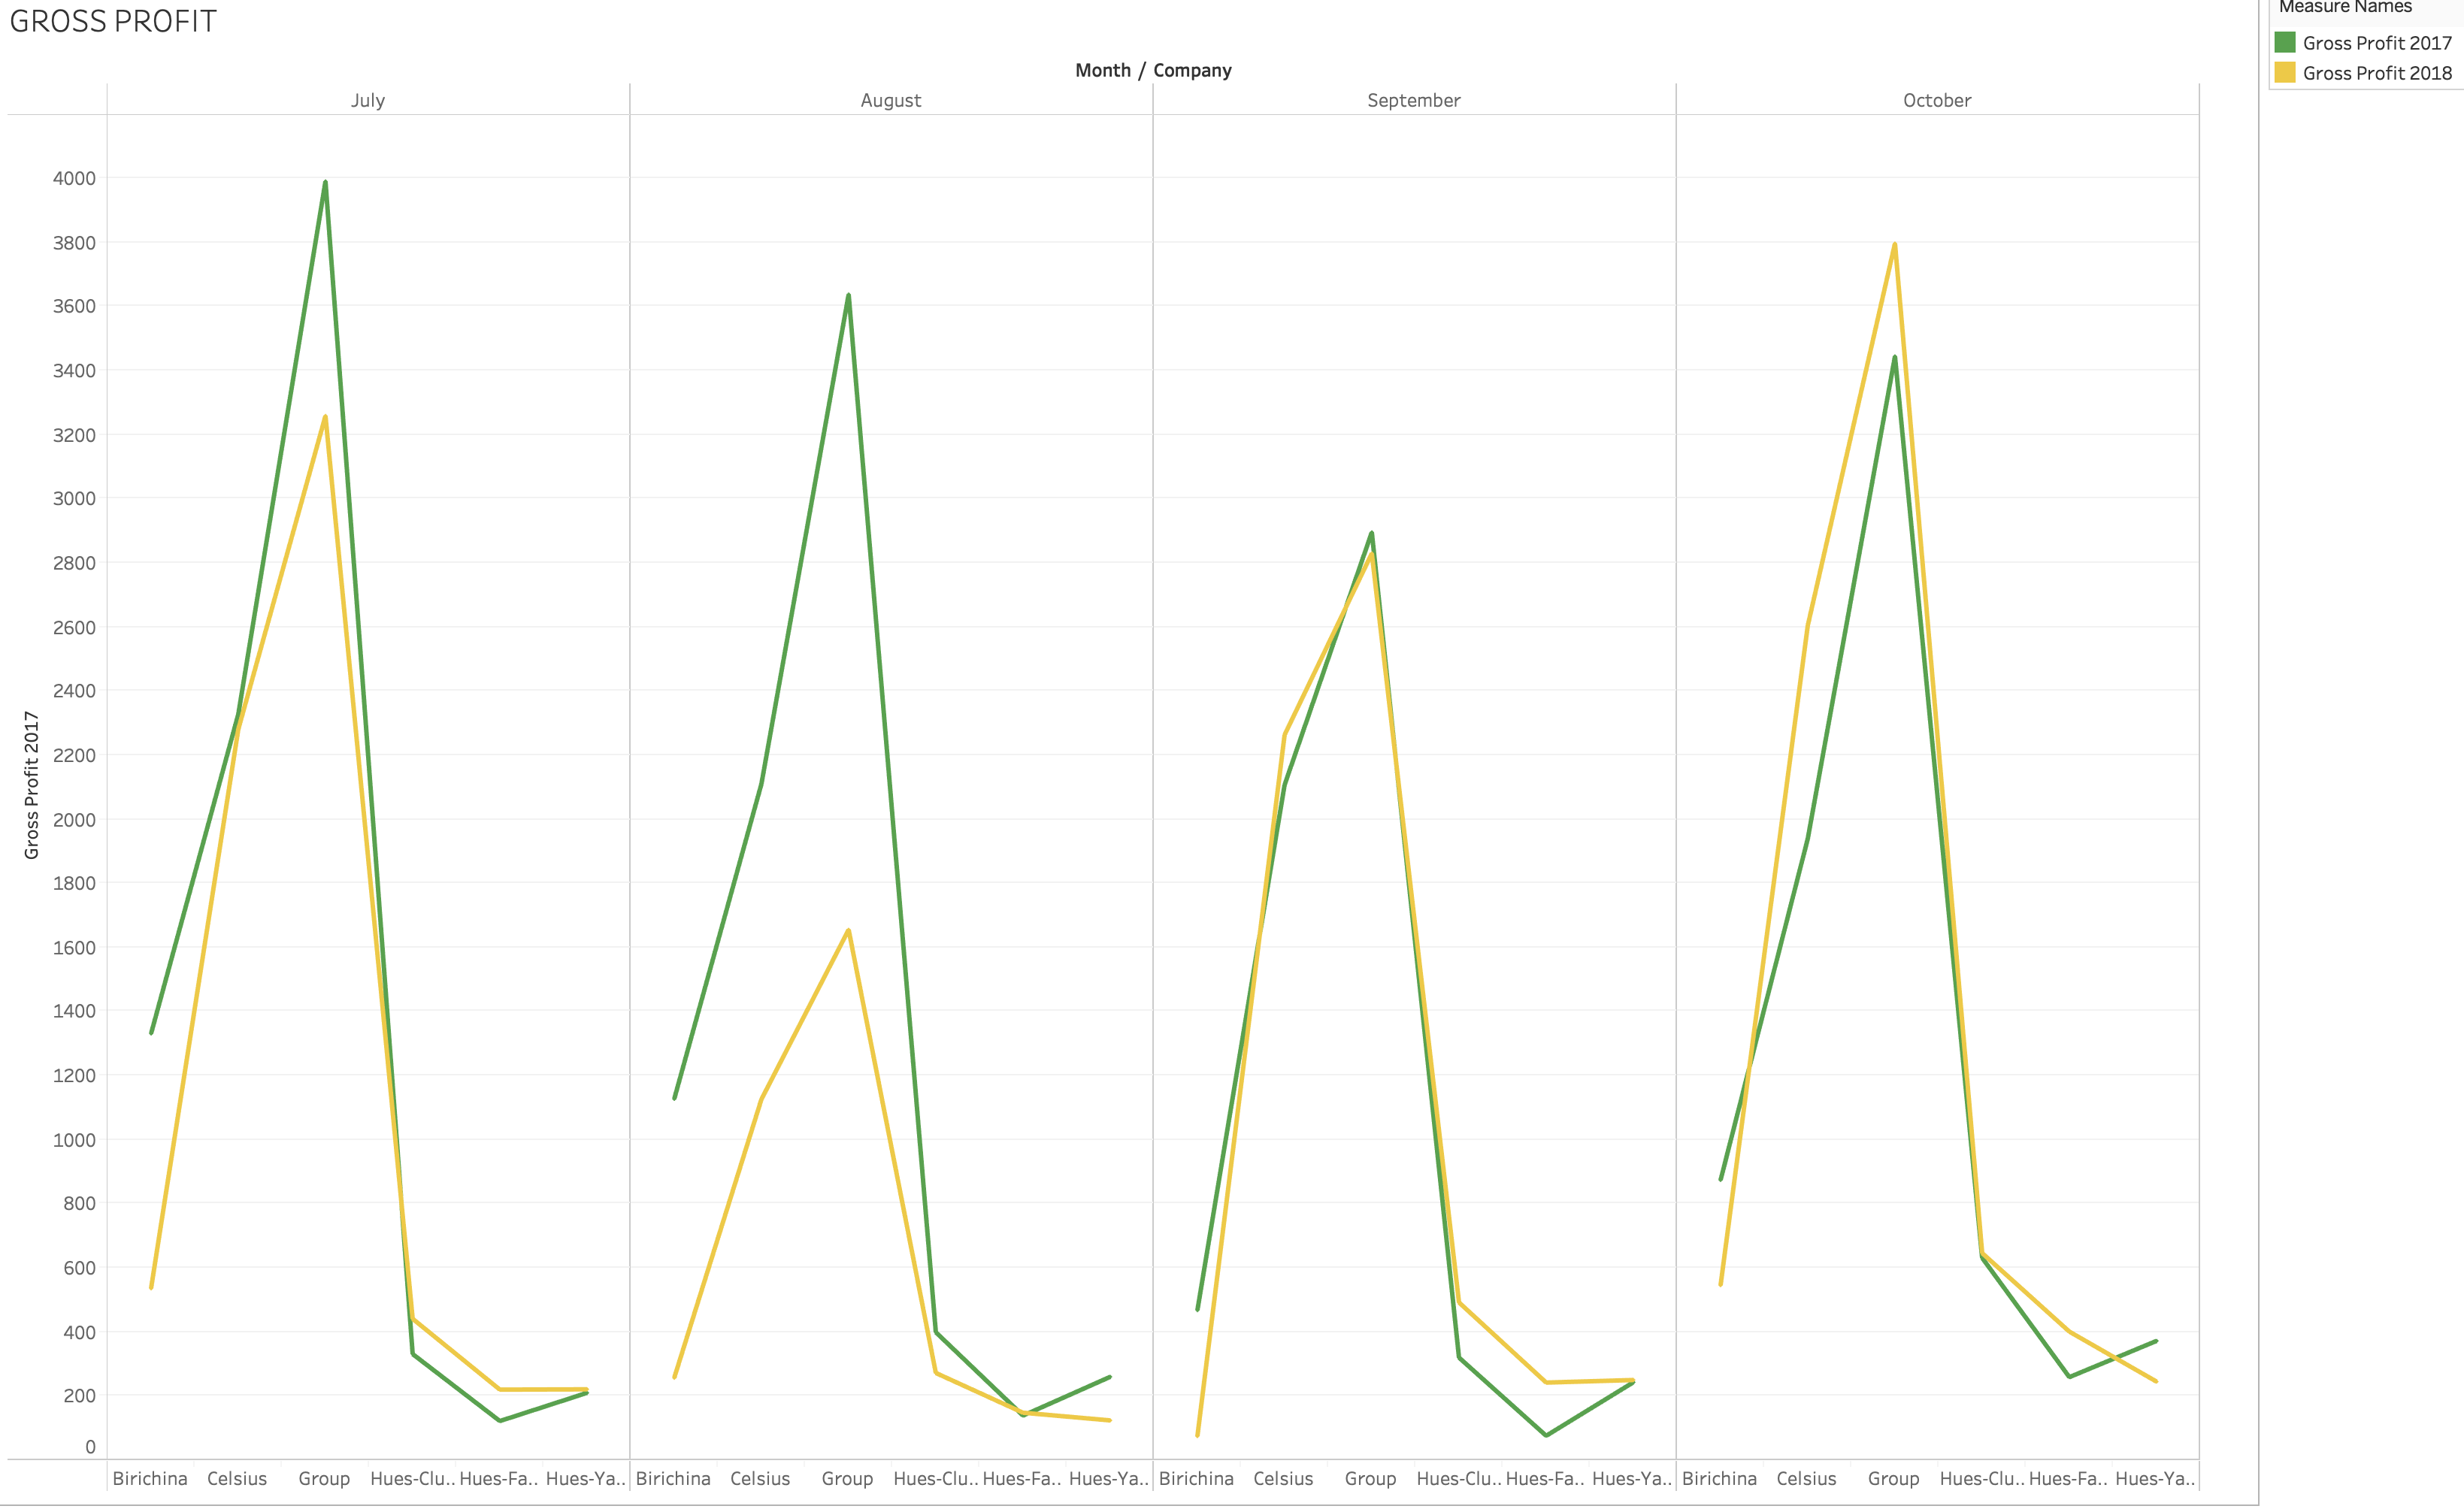 GROSS PROFIT
Measure Names
Gross Profit 2017
Gross Profit 2018
Month / Company
July August September October
4000
3800
3600
3400
3200
3000
2800
2600
2400
2200
2000
1800
1600
1400
1200
1000
800
600
400
200
0
Gross Profit 2017
Birichina Celsius Group Hues-Clu.. Hues-Fa.. Hues-Ya.. Birichina Celsius Group Hues-Clu.. Hues-Fa.. Hues-Ya.. Birichina Celsius Group Hues-Clu.. Hues-Fa.. Hues-Ya.. Birichina Celsius Group Hues-Clu.. Hues-Fa.. Hues-Ya..